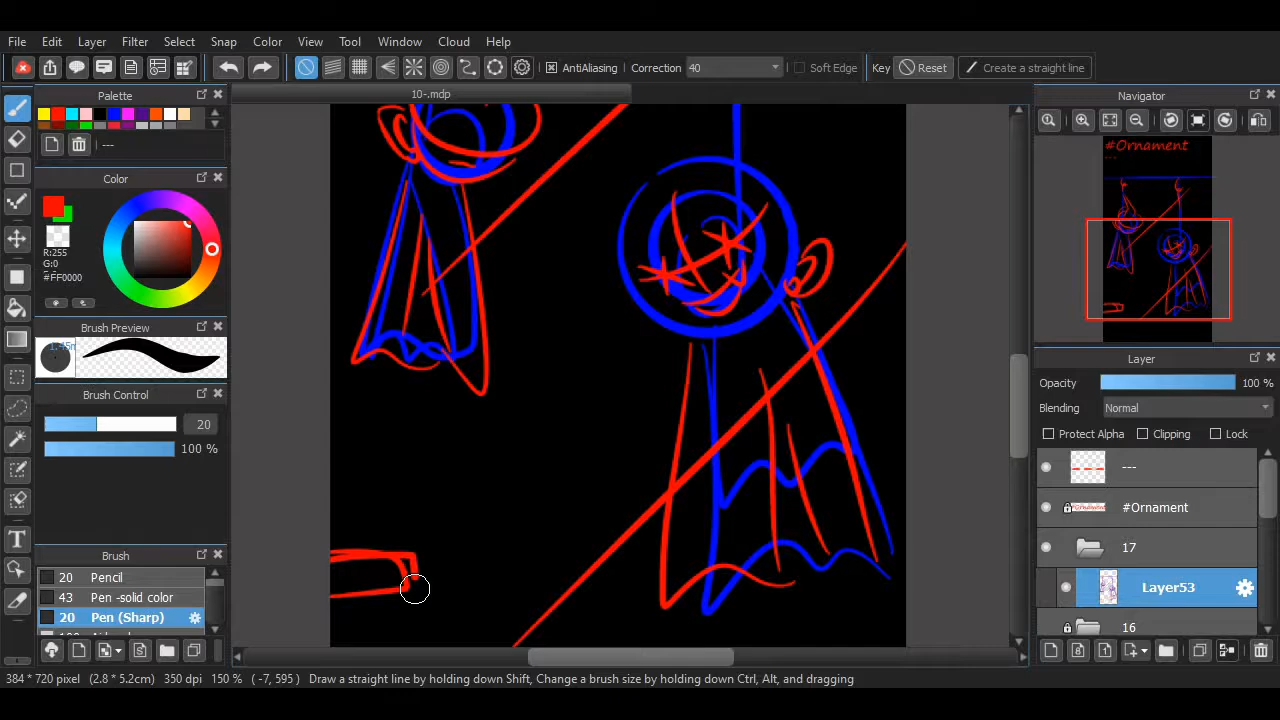 File Edit Layer Filter Select Snap Color View Tool Window Cloud Help
AntiAliasing Correction 40 Soft Edge Key Reset Create a straight line
Palette
---
Color
R:255
G:0
#FF0000
Brush Preview
Brush Control
20
100 %
Brush
20 Pencil
43 Pen -solid color
20 Pen (Sharp)
10-.mdp
Navigator
#Ornament
Layer
Opacity 100 %
Blending Normal
Protect Alpha Clipping Lock
---
#Ornament
17
Layer53
16
384 * 720 pixel (2.8 * 5.2cm) 350 dpi 150 % ( -7, 595 ) Draw a straight line by holding down Shift, Change a brush size by holding down Ctrl, Alt, and dragging